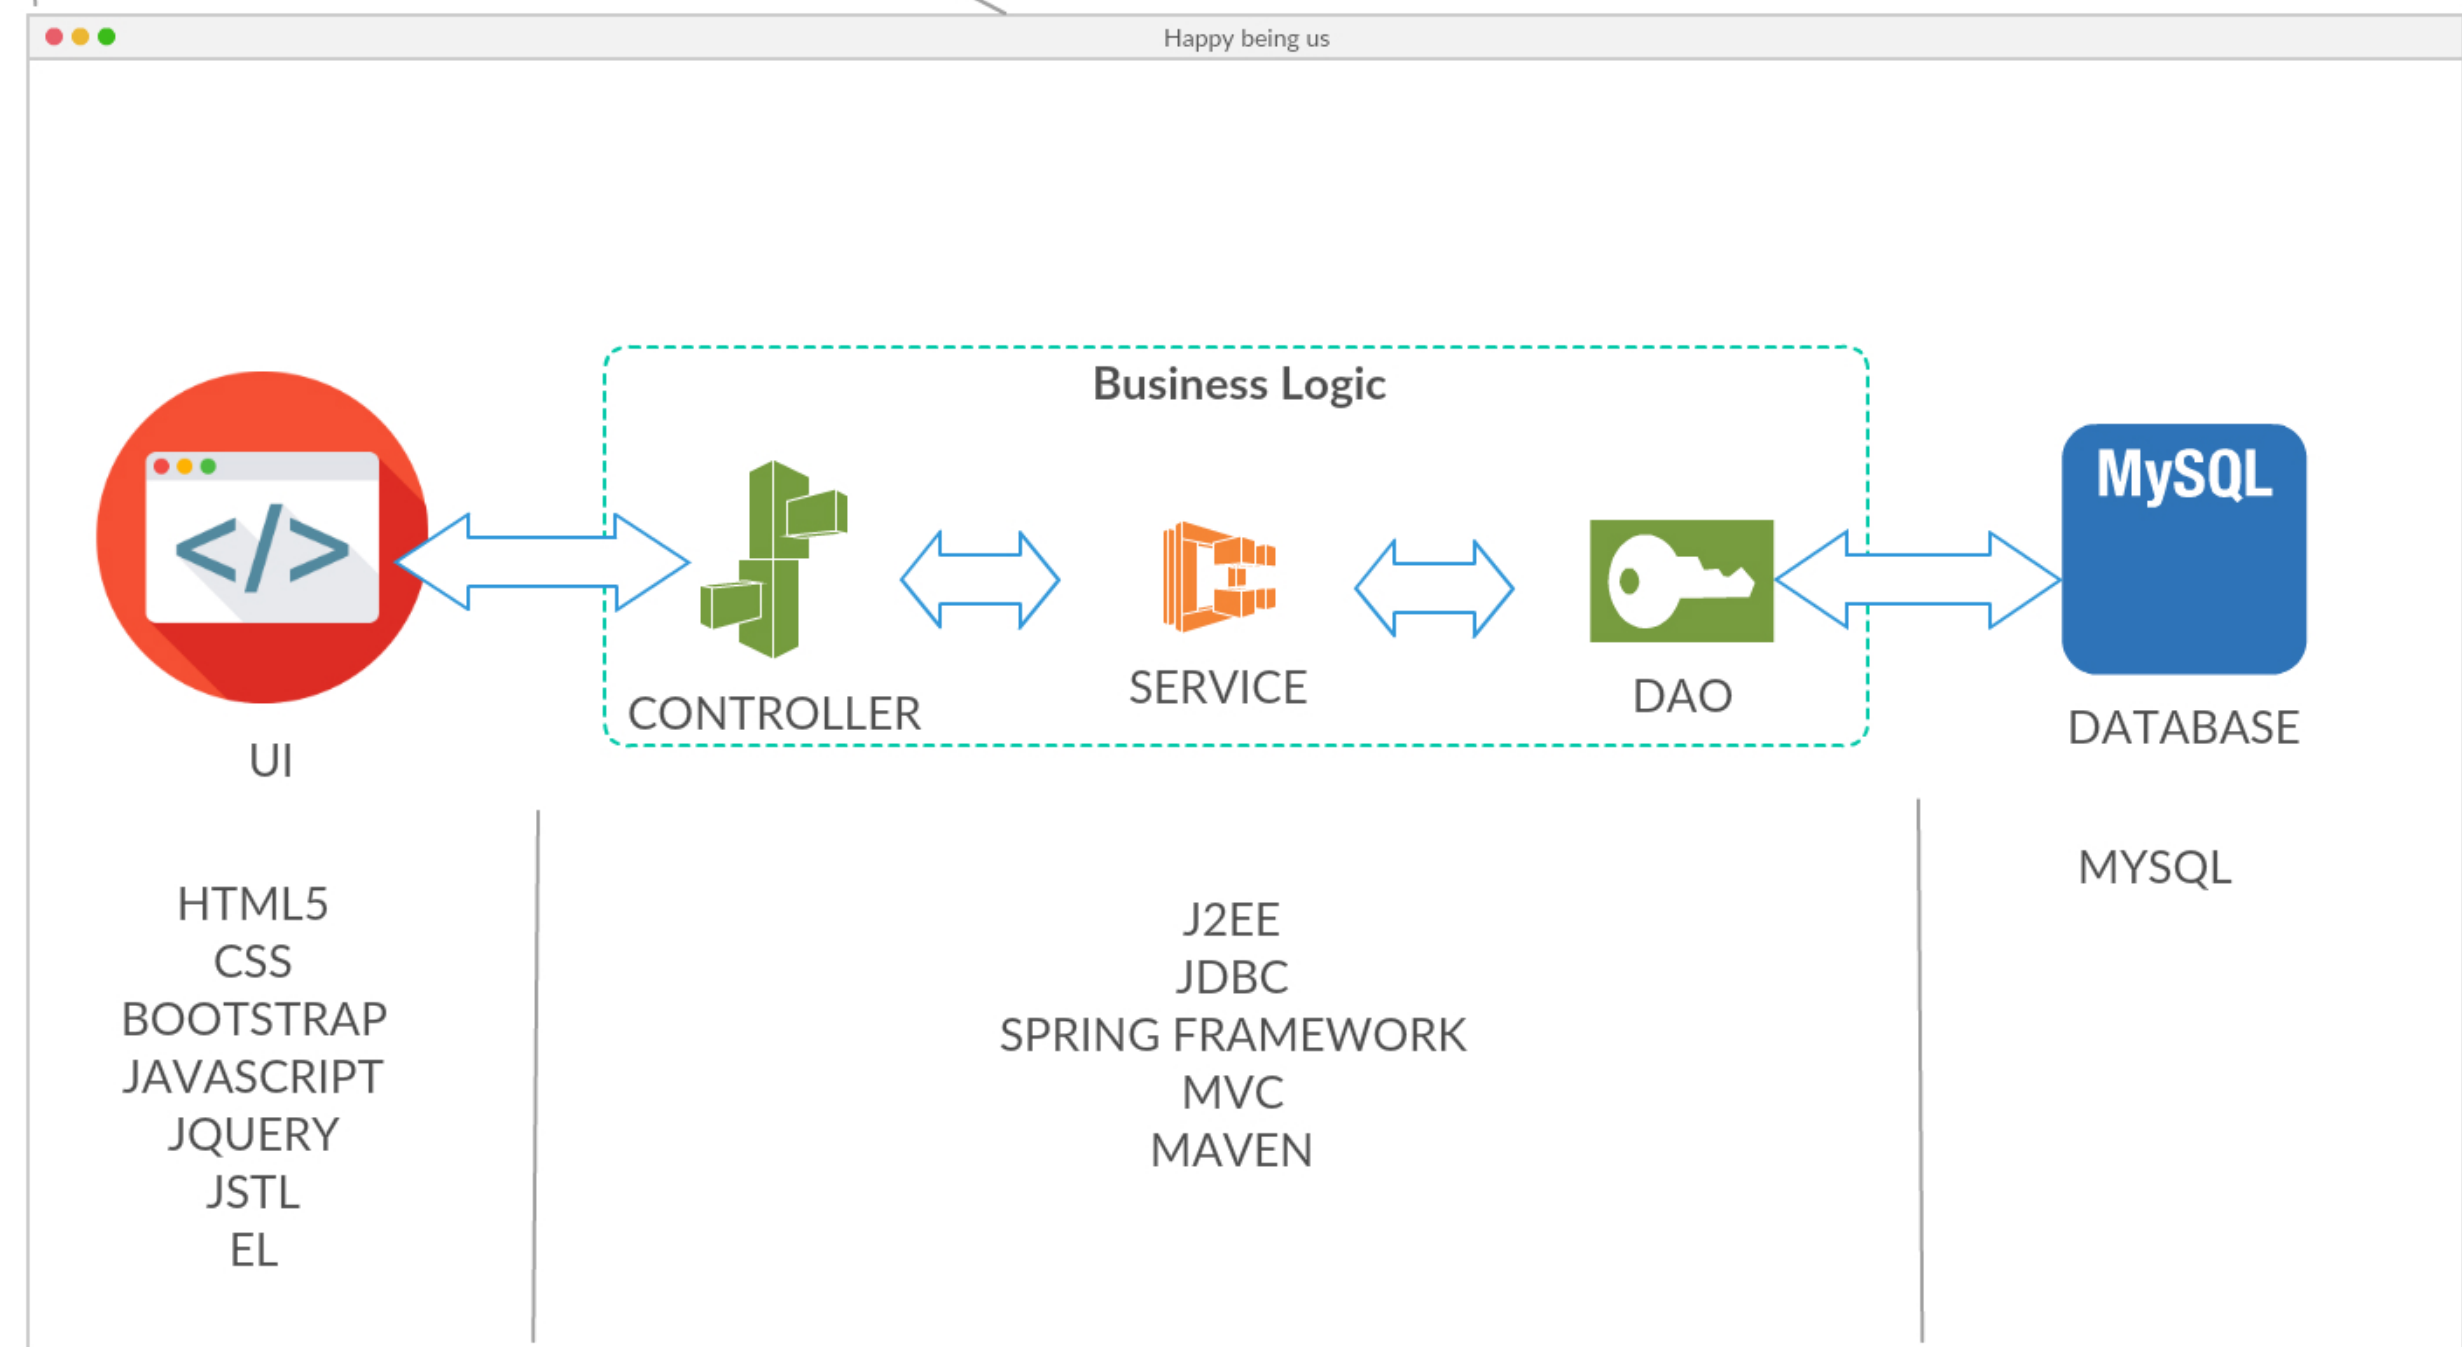 Happy being us
Business Logic
MySQL
</>
CONTROLLER
SERVICE
DAO
DATABASE
UI
HTML5
CSS
BOOTSTRAP
JAVASCRIPT
JQUERY
JSTL
EL
J2EE
JDBC
SPRING FRAMEWORK
MVC
MAVEN
MYSQL